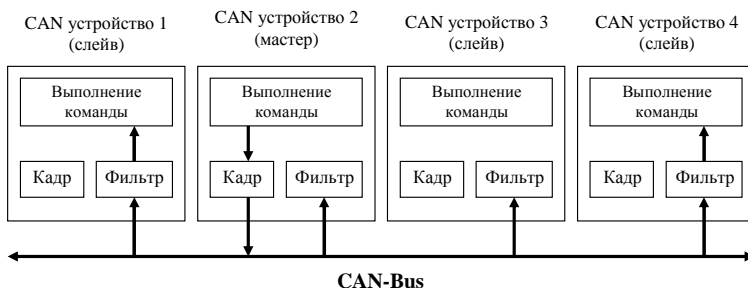 CAN устройство 1
(слейв)
CAN устройство 2
(мастер)
CAN устройство 3
(слейв)
CAN устройство 4
(слейв)
Выполнение
команды
Выполнение
команды
Выполнение
команды
Выполнение
команды
Кадр
Фильтр
Кадр
Фильтр
Кадр
Фильтр
Кадр
Фильтр
CAN-Bus